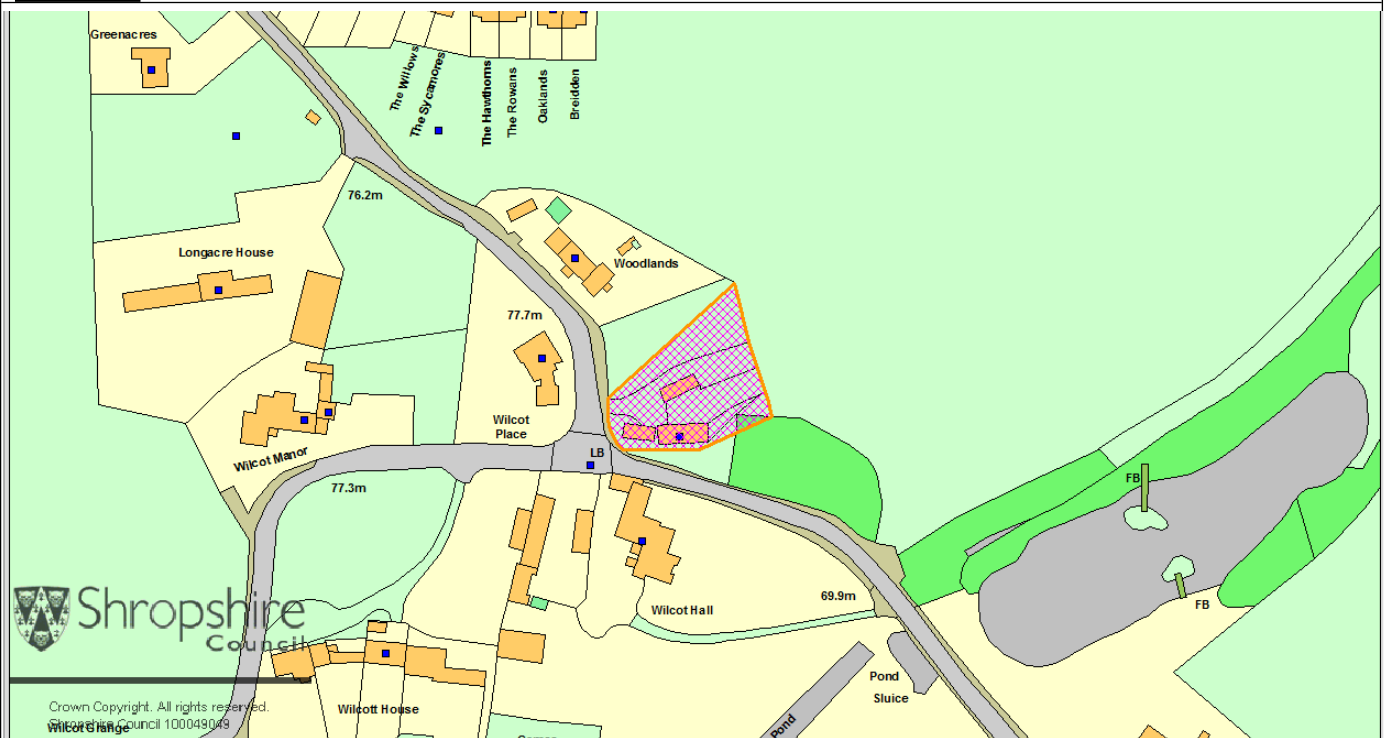 Greenacres
The Willows
The Sycamores
The Hawthorns
The Rowans
Oaklands
Breidden
76.2m
Longacre House
Woodlands
77.7m
Wilcot
Place
LB
Wilcot Manor
77.3m
FB
Shropshire
Council
Wilcot Hall
69.9m
FB
Pond
Sluice
Wilcott House
Pond
Crown Copyright. All rights reserved.
Shropshire Council 100049049
Wilcot Grange